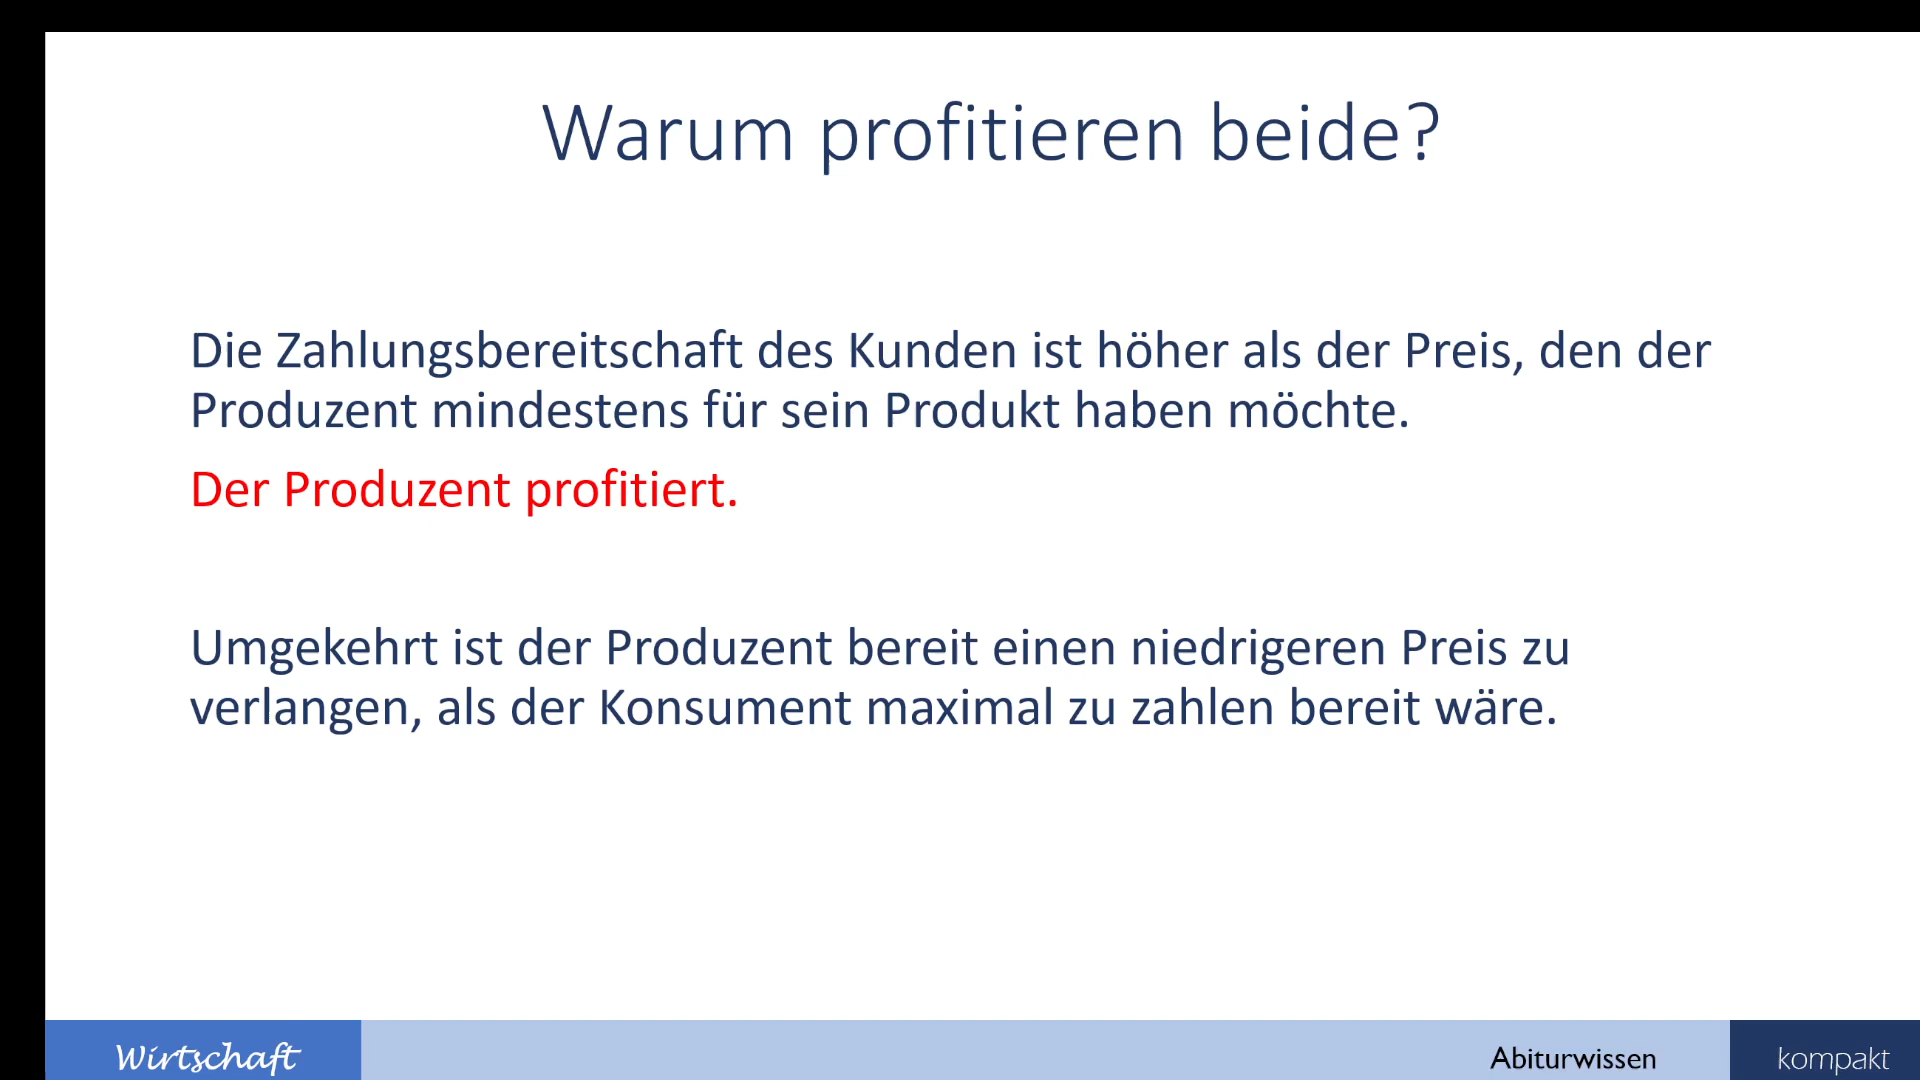 Warum profitieren beide?
Die Zahlungsbereitschaft des Kunden ist höher als der Preis, den der
Produzent mindestens für sein Produkt haben möchte.
Der Produzent profitiert.
Umgekehrt ist der Produzent bereit einen niedrigeren Preis zu
verlangen, als der Konsument maximal zu zahlen bereit wäre.
Wirtschaft
Abiturwissen
kompakt